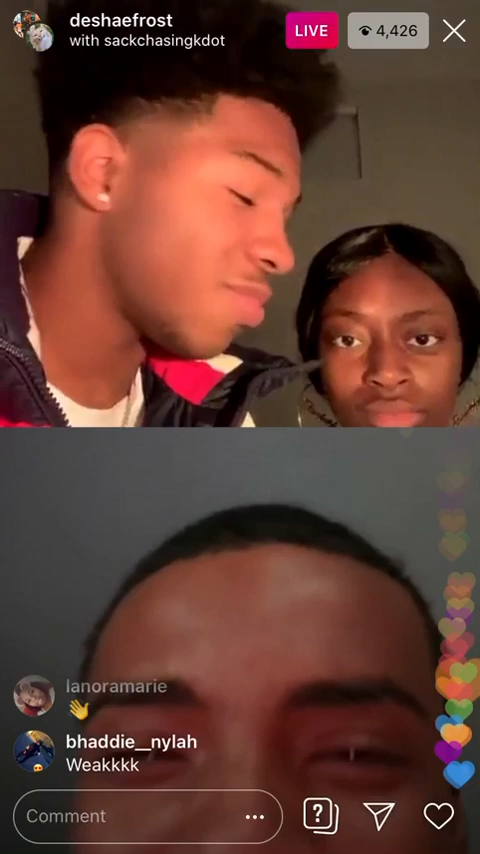 deshaefrost
with sackchasingkdot
LIVE
4,426
lanoramarie
👋
bhaddie__nylah
Weakkkk
Comment